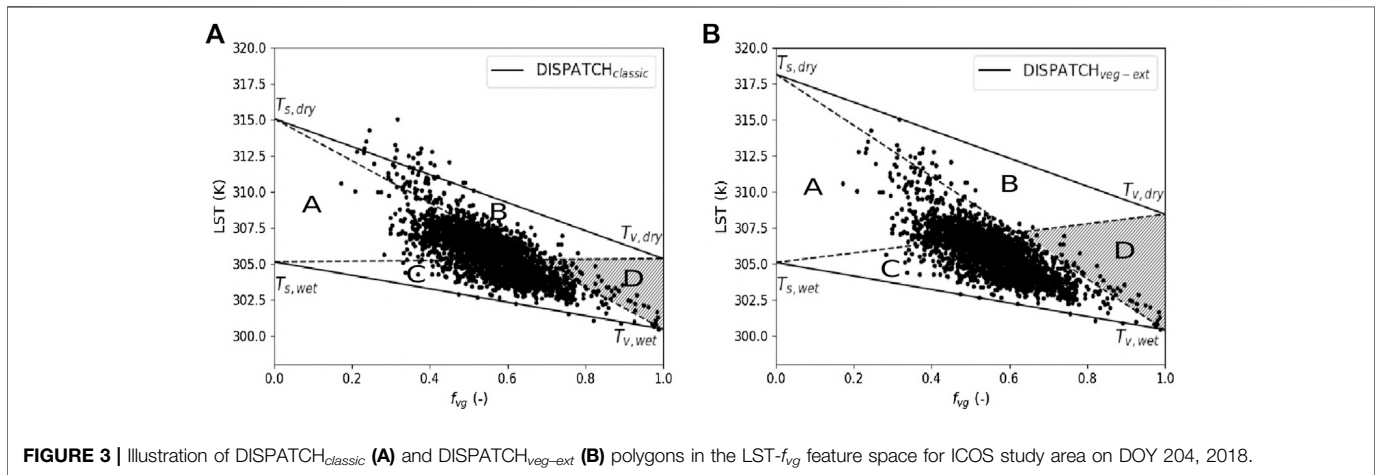 A
320.0
317.5
315.0
312.5
310.0
307.5
305.0
302.5
300.0
LST (K)
DISPATCH_classic
T_s,dry
A
B
T_v,dry
C
D
T_s,wet
T_v,wet
0.0 0.2 0.4 0.6 0.8 1.0
f_vg (-)
B
320.0
317.5
315.0
312.5
310.0
307.5
305.0
302.5
300.0
LST (k)
DISPATCH_veg−ext
T_s,dry
A
B
T_v,dry
C
D
T_s,wet
T_v,wet
0.0 0.2 0.4 0.6 0.8 1.0
f_vg (-)
FIGURE 3 | Illustration of DISPATCH_classic (A) and DISPATCH_veg–ext (B) polygons in the LST-f_vg feature space for ICOS study area on DOY 204, 2018.